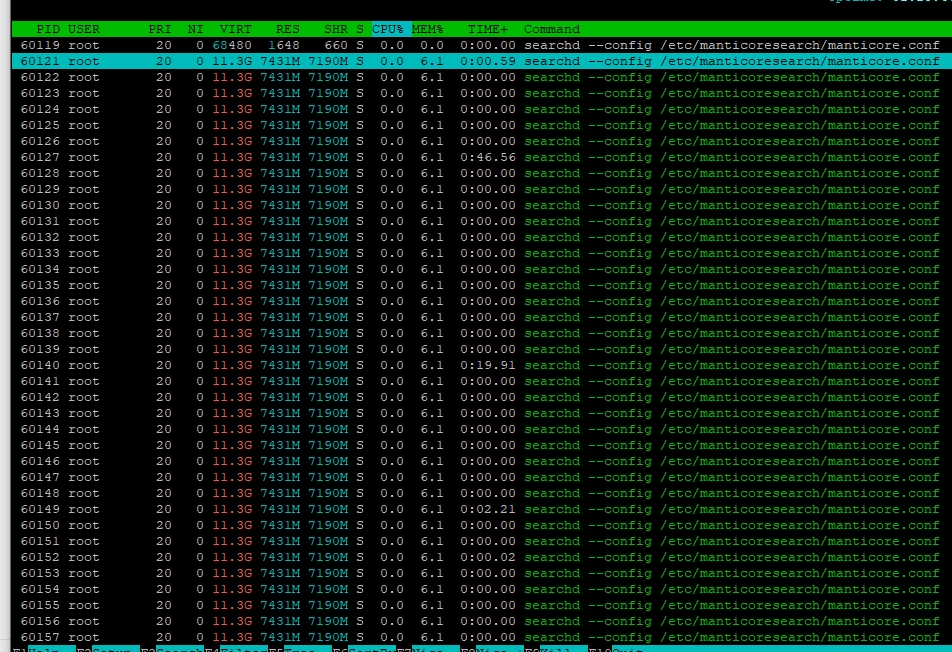 PID USER PRI NI VIRT RES SHR S CPU% MEM% TIME+ Command
60119 root 20 0 68480 1648 660 S 0.0 0.0 0:00.00 searchd --config /etc/manticoresearch/manticore.conf
60121 root 20 0 11.3G 7431M 7190M S 0.0 6.1 0:00.59 searchd --config /etc/manticoresearch/manticore.conf
60122 root 20 0 11.3G 7431M 7190M S 0.0 6.1 0:00.00 searchd --config /etc/manticoresearch/manticore.conf
60123 root 20 0 11.3G 7431M 7190M S 0.0 6.1 0:00.00 searchd --config /etc/manticoresearch/manticore.conf
60124 root 20 0 11.3G 7431M 7190M S 0.0 6.1 0:00.00 searchd --config /etc/manticoresearch/manticore.conf
60125 root 20 0 11.3G 7431M 7190M S 0.0 6.1 0:00.00 searchd --config /etc/manticoresearch/manticore.conf
60126 root 20 0 11.3G 7431M 7190M S 0.0 6.1 0:00.00 searchd --config /etc/manticoresearch/manticore.conf
60127 root 20 0 11.3G 7431M 7190M S 0.0 6.1 0:46.56 searchd --config /etc/manticoresearch/manticore.conf
60128 root 20 0 11.3G 7431M 7190M S 0.0 6.1 0:00.00 searchd --config /etc/manticoresearch/manticore.conf
60129 root 20 0 11.3G 7431M 7190M S 0.0 6.1 0:00.00 searchd --config /etc/manticoresearch/manticore.conf
60130 root 20 0 11.3G 7431M 7190M S 0.0 6.1 0:00.00 searchd --config /etc/manticoresearch/manticore.conf
60131 root 20 0 11.3G 7431M 7190M S 0.0 6.1 0:00.00 searchd --config /etc/manticoresearch/manticore.conf
60132 root 20 0 11.3G 7431M 7190M S 0.0 6.1 0:00.00 searchd --config /etc/manticoresearch/manticore.conf
60133 root 20 0 11.3G 7431M 7190M S 0.0 6.1 0:00.00 searchd --config /etc/manticoresearch/manticore.conf
60134 root 20 0 11.3G 7431M 7190M S 0.0 6.1 0:00.00 searchd --config /etc/manticoresearch/manticore.conf
60135 root 20 0 11.3G 7431M 7190M S 0.0 6.1 0:00.00 searchd --config /etc/manticoresearch/manticore.conf
60136 root 20 0 11.3G 7431M 7190M S 0.0 6.1 0:00.00 searchd --config /etc/manticoresearch/manticore.conf
60137 root 20 0 11.3G 7431M 7190M S 0.0 6.1 0:00.00 searchd --config /etc/manticoresearch/manticore.conf
60138 root 20 0 11.3G 7431M 7190M S 0.0 6.1 0:00.00 searchd --config /etc/manticoresearch/manticore.conf
60139 root 20 0 11.3G 7431M 7190M S 0.0 6.1 0:00.00 searchd --config /etc/manticoresearch/manticore.conf
60140 root 20 0 11.3G 7431M 7190M S 0.0 6.1 0:19.91 searchd --config /etc/manticoresearch/manticore.conf
60141 root 20 0 11.3G 7431M 7190M S 0.0 6.1 0:00.00 searchd --config /etc/manticoresearch/manticore.conf
60142 root 20 0 11.3G 7431M 7190M S 0.0 6.1 0:00.00 searchd --config /etc/manticoresearch/manticore.conf
60143 root 20 0 11.3G 7431M 7190M S 0.0 6.1 0:00.00 searchd --config /etc/manticoresearch/manticore.conf
60144 root 20 0 11.3G 7431M 7190M S 0.0 6.1 0:00.00 searchd --config /etc/manticoresearch/manticore.conf
60145 root 20 0 11.3G 7431M 7190M S 0.0 6.1 0:00.00 searchd --config /etc/manticoresearch/manticore.conf
60146 root 20 0 11.3G 7431M 7190M S 0.0 6.1 0:00.00 searchd --config /etc/manticoresearch/manticore.conf
60147 root 20 0 11.3G 7431M 7190M S 0.0 6.1 0:00.00 searchd --config /etc/manticoresearch/manticore.conf
60148 root 20 0 11.3G 7431M 7190M S 0.0 6.1 0:00.00 searchd --config /etc/manticoresearch/manticore.conf
60149 root 20 0 11.3G 7431M 7190M S 0.0 6.1 0:02.21 searchd --config /etc/manticoresearch/manticore.conf
60150 root 20 0 11.3G 7431M 7190M S 0.0 6.1 0:00.00 searchd --config /etc/manticoresearch/manticore.conf
60151 root 20 0 11.3G 7431M 7190M S 0.0 6.1 0:00.00 searchd --config /etc/manticoresearch/manticore.conf
60152 root 20 0 11.3G 7431M 7190M S 0.0 6.1 0:00.02 searchd --config /etc/manticoresearch/manticore.conf
60153 root 20 0 11.3G 7431M 7190M S 0.0 6.1 0:00.00 searchd --config /etc/manticoresearch/manticore.conf
60154 root 20 0 11.3G 7431M 7190M S 0.0 6.1 0:00.00 searchd --config /etc/manticoresearch/manticore.conf
60155 root 20 0 11.3G 7431M 7190M S 0.0 6.1 0:00.00 searchd --config /etc/manticoresearch/manticore.conf
60156 root 20 0 11.3G 7431M 7190M S 0.0 6.1 0:00.00 searchd --config /etc/manticoresearch/manticore.conf
60157 root 20 0 11.3G 7431M 7190M S 0.0 6.1 0:00.00 searchd --config /etc/manticoresearch/manticore.conf